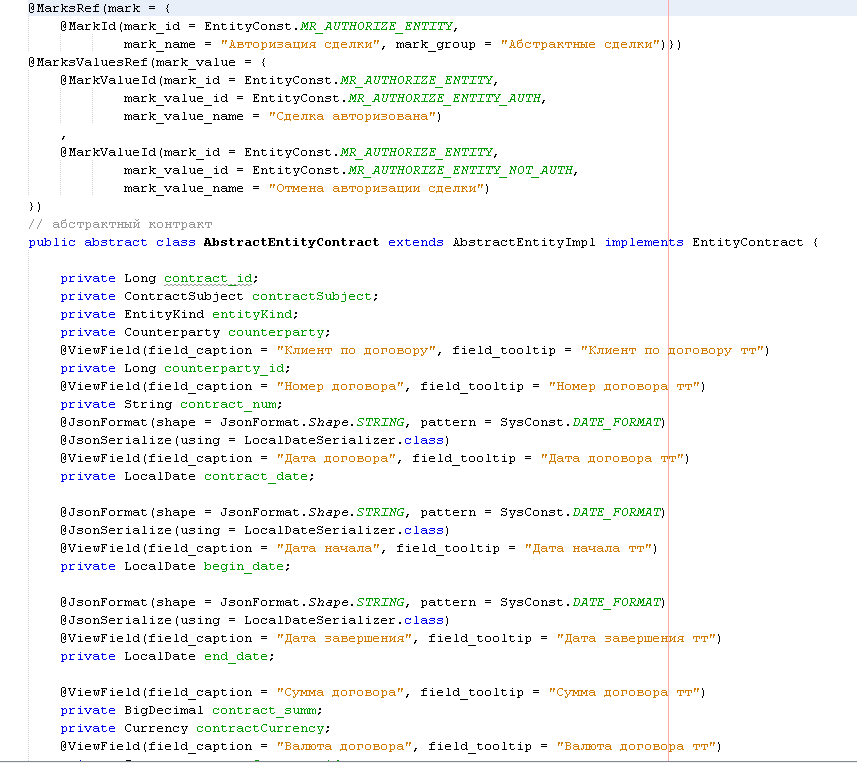 @MarksRef(mark = {
@MarkId(mark_id = EntityConst.MR_AUTHORIZE_ENTITY,
mark_name = "Авторизация сделки", mark_group = "Абстрактные сделки")})
@MarksValuesRef(mark_value = {
@MarkValueId(mark_id = EntityConst.MR_AUTHORIZE_ENTITY,
mark_value_id = EntityConst.MR_AUTHORIZE_ENTITY_AUTH,
mark_value_name = "Сделка авторизована")
,
@MarkValueId(mark_id = EntityConst.MR_AUTHORIZE_ENTITY,
mark_value_id = EntityConst.MR_AUTHORIZE_ENTITY_NOT_AUTH,
mark_value_name = "Отмена авторизации сделки")
})
// абстрактный контракт
public abstract class AbstractEntityContract extends AbstractEntityImpl implements EntityContract {
private Long contract_id;
private ContractSubject contractSubject;
private EntityKind entityKind;
private Counterparty counterparty;
@ViewField(field_caption = "Клиент по договору", field_tooltip = "Клиент по договору тт")
private Long counterparty_id;
@ViewField(field_caption = "Номер договора", field_tooltip = "Номер договора тт")
private String contract_num;
@JsonFormat(shape = JsonFormat.Shape.STRING, pattern = SysConst.DATE_FORMAT)
@JsonSerialize(using = LocalDateSerializer.class)
@ViewField(field_caption = "Дата договора", field_tooltip = "Дата договора тт")
private LocalDate contract_date;
@JsonFormat(shape = JsonFormat.Shape.STRING, pattern = SysConst.DATE_FORMAT)
@JsonSerialize(using = LocalDateSerializer.class)
@ViewField(field_caption = "Дата начала", field_tooltip = "Дата начала тт")
private LocalDate begin_date;
@JsonFormat(shape = JsonFormat.Shape.STRING, pattern = SysConst.DATE_FORMAT)
@JsonSerialize(using = LocalDateSerializer.class)
@ViewField(field_caption = "Дата завершения", field_tooltip = "Дата завершения тт")
private LocalDate end_date;
@ViewField(field_caption = "Сумма договора", field_tooltip = "Сумма договора тт")
private BigDecimal contract_summ;
private Currency contractCurrency;
@ViewField(field_caption = "Валюта договора", field_tooltip = "Валюта договора тт")